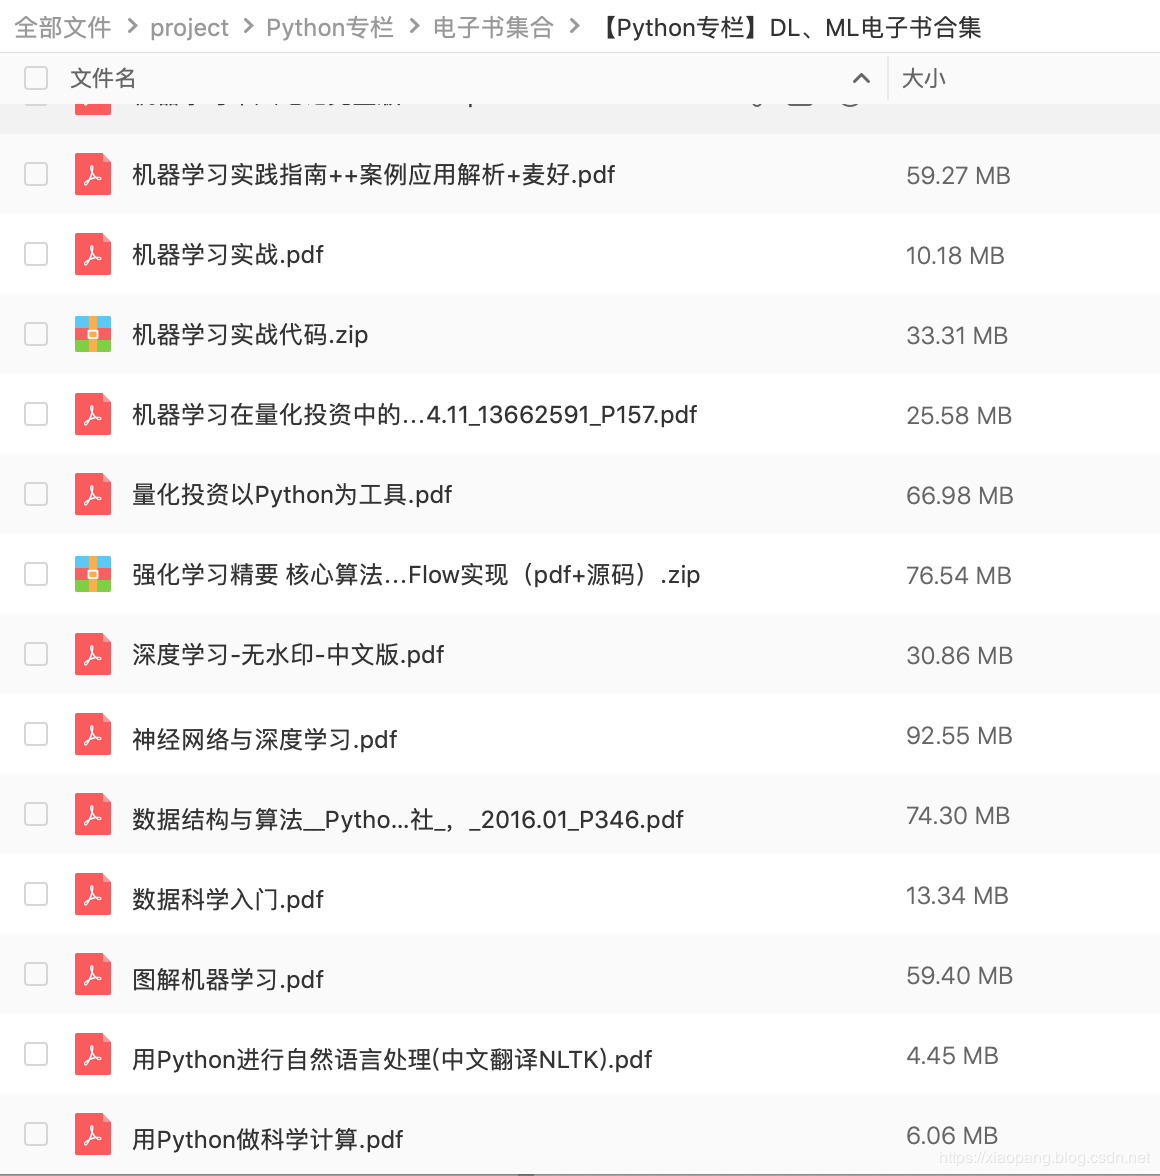 全部文件 > project > Python专栏 > 电子书集合 > 【Python专栏】DL、ML电子书合集
文件名 大小
机器学习实践指南++案例应用解析+麦好.pdf 59.27 MB
机器学习实战.pdf 10.18 MB
机器学习实战代码.zip 33.31 MB
机器学习在量化投资中的...4.11_13662591_P157.pdf 25.58 MB
量化投资以Python为工具.pdf 66.98 MB
强化学习精要 核心算法...Flow实现（pdf+源码）.zip 76.54 MB
深度学习-无水印-中文版.pdf 30.86 MB
神经网络与深度学习.pdf 92.55 MB
数据结构与算法__Pytho...社_，_2016.01_P346.pdf 74.30 MB
数据科学入门.pdf 13.34 MB
图解机器学习.pdf 59.40 MB
用Python进行自然语言处理(中文翻译NLTK).pdf 4.45 MB
用Python做科学计算.pdf 6.06 MB
https://xiaopang.blog.csdn.net